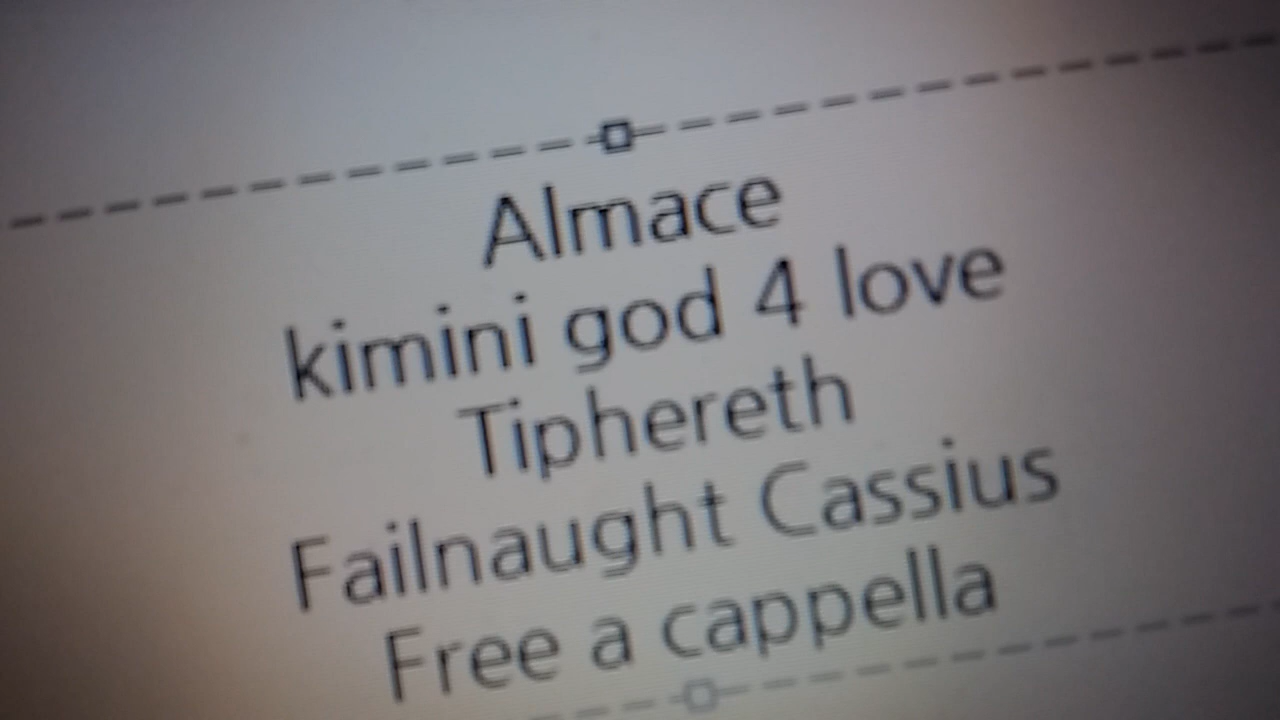 Almace
kimini god 4 love
Tiphereth
Failnaught Cassius
Free a cappella